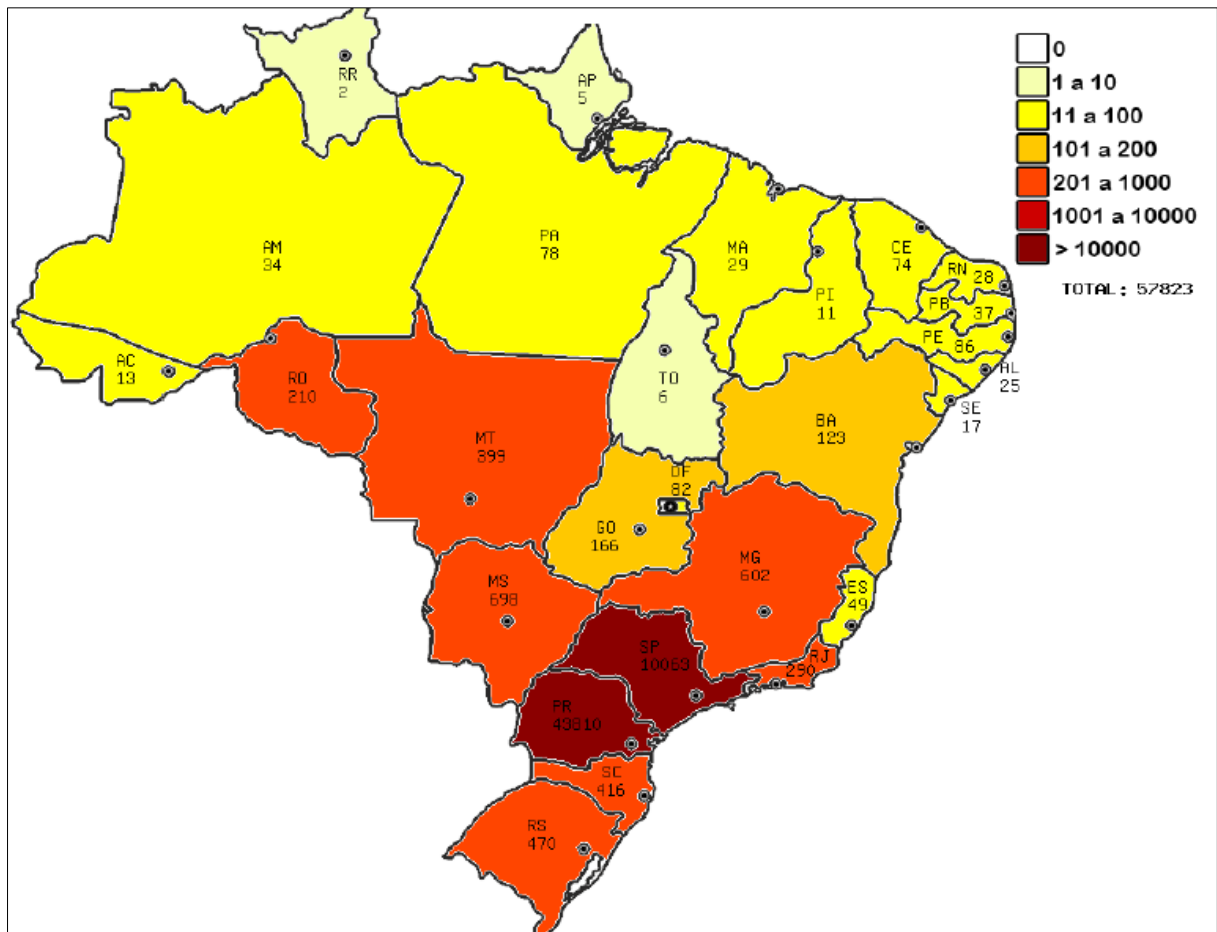 RR
2
AP
5
0
1 a 10
11 a 100
101 a 200
201 a 1000
1001 a 10000
> 10000
TOTAL: 57823
AM
34
PA
78
MA
29
PI
11
CE
74
RN 28
PB 37
PE 86
AL
25
SE
17
AC
13
RO
210
MT
399
TO
6
BA
123
DF
82
GO
166
MG
602
ES
49
MS
698
SP
10063
RJ
290
PR
43810
SC
416
RS
470